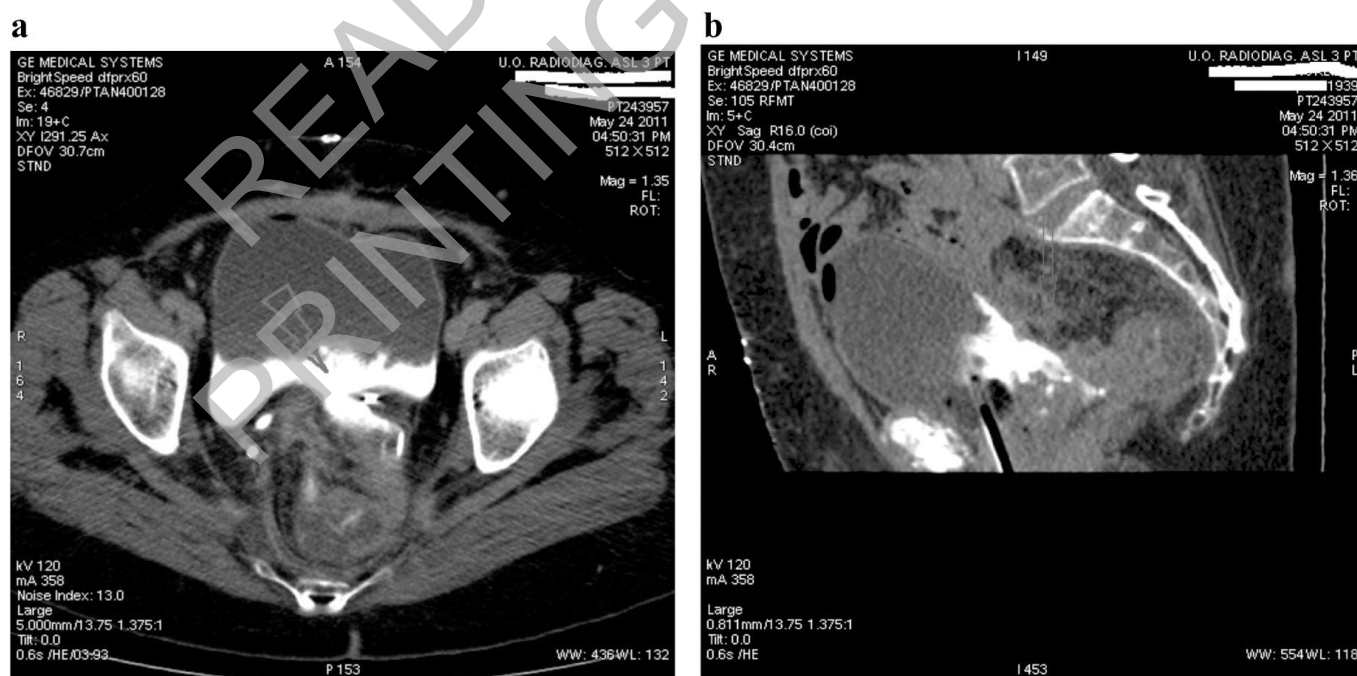 a
GE MEDICAL SYSTEMS
BrightSpeed dfprx60
Ex: 46829/PTAN400128
Se: 4
Im: 19+C
XY I291.25 Ax
DFOV 30.7cm
STND
A 154
U.O. RADIODIAG. ASL 3 PT
PT243957
May 24 2011
04:50:31 PM
512 X 512
Mag = 1.35
FL:
ROT:
R
1
6
4
L
1
4
2
kV 120
mA 358
Noise Index: 13.0
Large
5.000mm/13.75 1.375:1
Tilt: 0.0
0.6s /HE/03:93
P 153
WW: 436WL: 132
b
GE MEDICAL SYSTEMS
BrightSpeed dfprx60
Ex: 46829/PTAN400128
Se: 105 RFMT
Im: 5+C
XY Sag R16.0 (coi)
DFOV 30.4cm
STND
I 149
U.O. RADIODIAG. ASL 3 PT
1939
PT243957
May 24 2011
04:50:31 PM
512 X 512
Mag = 1.36
FL:
ROT:
A
R
P
L
kV 120
mA 358
Large
0.811mm/13.75 1.375:1
Tilt: 0.0
0.6s /HE
I 453
WW: 554WL: 118
READ
PRINTING